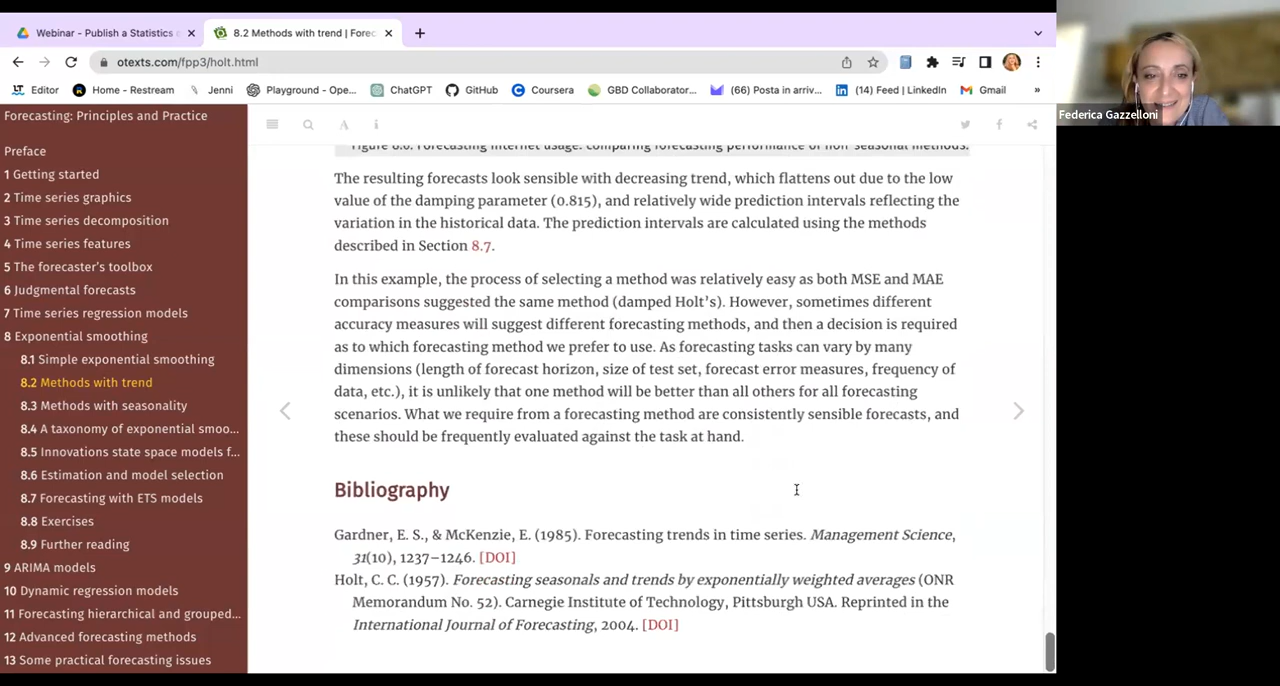 Webinar - Publish a Statistics
8.2 Methods with trend | Forec
otexts.com/fpp3/holt.html
Editor
Home - Restream
Jenni
Playground - Ope...
ChatGPT
GitHub
Coursera
GBD Collaborator...
(66) Posta in arriv...
(14) Feed | LinkedIn
Gmail
Forecasting: Principles and Practice
Preface
1 Getting started
2 Time series graphics
3 Time series decomposition
4 Time series features
5 The forecaster's toolbox
6 Judgmental forecasts
7 Time series regression models
8 Exponential smoothing
8.1 Simple exponential smoothing
8.2 Methods with trend
8.3 Methods with seasonality
8.4 A taxonomy of exponential smoo...
8.5 Innovations state space models f...
8.6 Estimation and model selection
8.7 Forecasting with ETS models
8.8 Exercises
8.9 Further reading
9 ARIMA models
10 Dynamic regression models
11 Forecasting hierarchical and grouped...
12 Advanced forecasting methods
13 Some practical forecasting issues
Figure 8.6: Forecasting internet usage: comparing forecasting performance of non-seasonal methods.
The resulting forecasts look sensible with decreasing trend, which flattens out due to the low
value of the damping parameter (0.815), and relatively wide prediction intervals reflecting the
variation in the historical data. The prediction intervals are calculated using the methods
described in Section 8.7.
In this example, the process of selecting a method was relatively easy as both MSE and MAE
comparisons suggested the same method (damped Holt's). However, sometimes different
accuracy measures will suggest different forecasting methods, and then a decision is required
as to which forecasting method we prefer to use. As forecasting tasks can vary by many
dimensions (length of forecast horizon, size of test set, forecast error measures, frequency of
data, etc.), it is unlikely that one method will be better than all others for all forecasting
scenarios. What we require from a forecasting method are consistently sensible forecasts, and
these should be frequently evaluated against the task at hand.
Bibliography
Gardner, E. S., & McKenzie, E. (1985). Forecasting trends in time series. Management Science,
31(10), 1237–1246. [DOI]
Holt, C. C. (1957). Forecasting seasonals and trends by exponentially weighted averages (ONR
Memorandum No. 52). Carnegie Institute of Technology, Pittsburgh USA. Reprinted in the
International Journal of Forecasting, 2004. [DOI]
Federica Gazzelloni